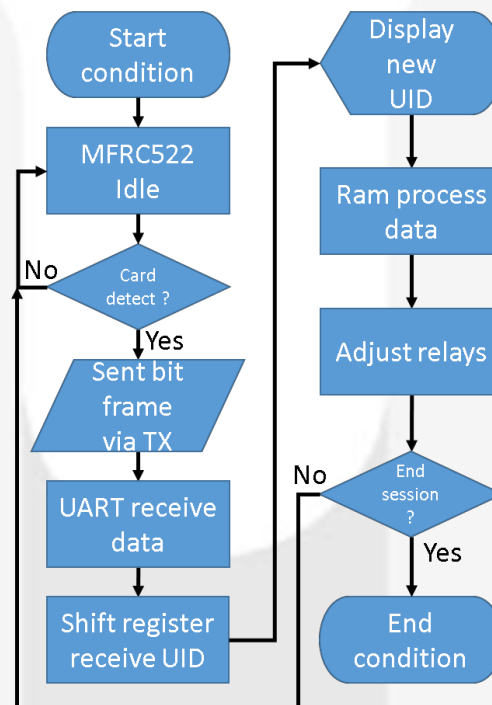 Start
condition
MFRC522
Idle
No
Card
detect ?
Yes
Sent bit
frame
via TX
UART receive
data
Shift register
receive UID
Display
new
UID
Ram process
data
Adjust relays
No
End
session
?
Yes
End
condition